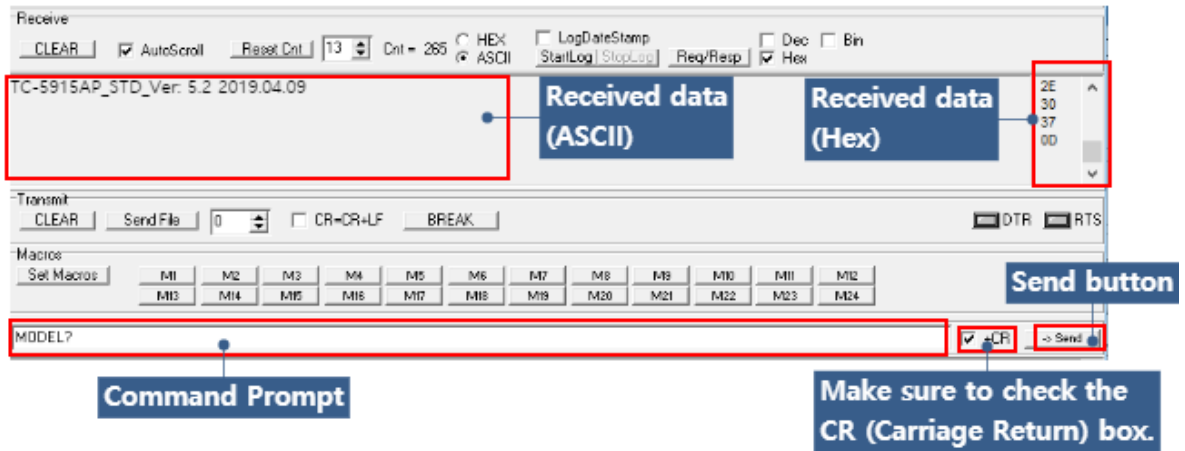 Receive
CLEAR AutoScroll Reset Cnt 13 Cnt = 265 HEX ASCII LogDateStamp StartLog StopLog Req/Resp Dec Bin Hex
TC-5915AP_STD_Ver: 5.2 2019.04.09
Received data
(ASCII)
Received data
(Hex)
2E
30
37
0D
Transmit
CLEAR Send File 0 CR=CR+LF BREAK DTR RTS
Macros
Set Macros M1 M2 M3 M4 M5 M6 M7 M8 M9 M10 M11 M12
M13 M14 M15 M16 M17 M18 M19 M20 M21 M22 M23 M24
Send button
MODEL? +CR -> Send
Command Prompt
Make sure to check the
CR (Carriage Return) box.